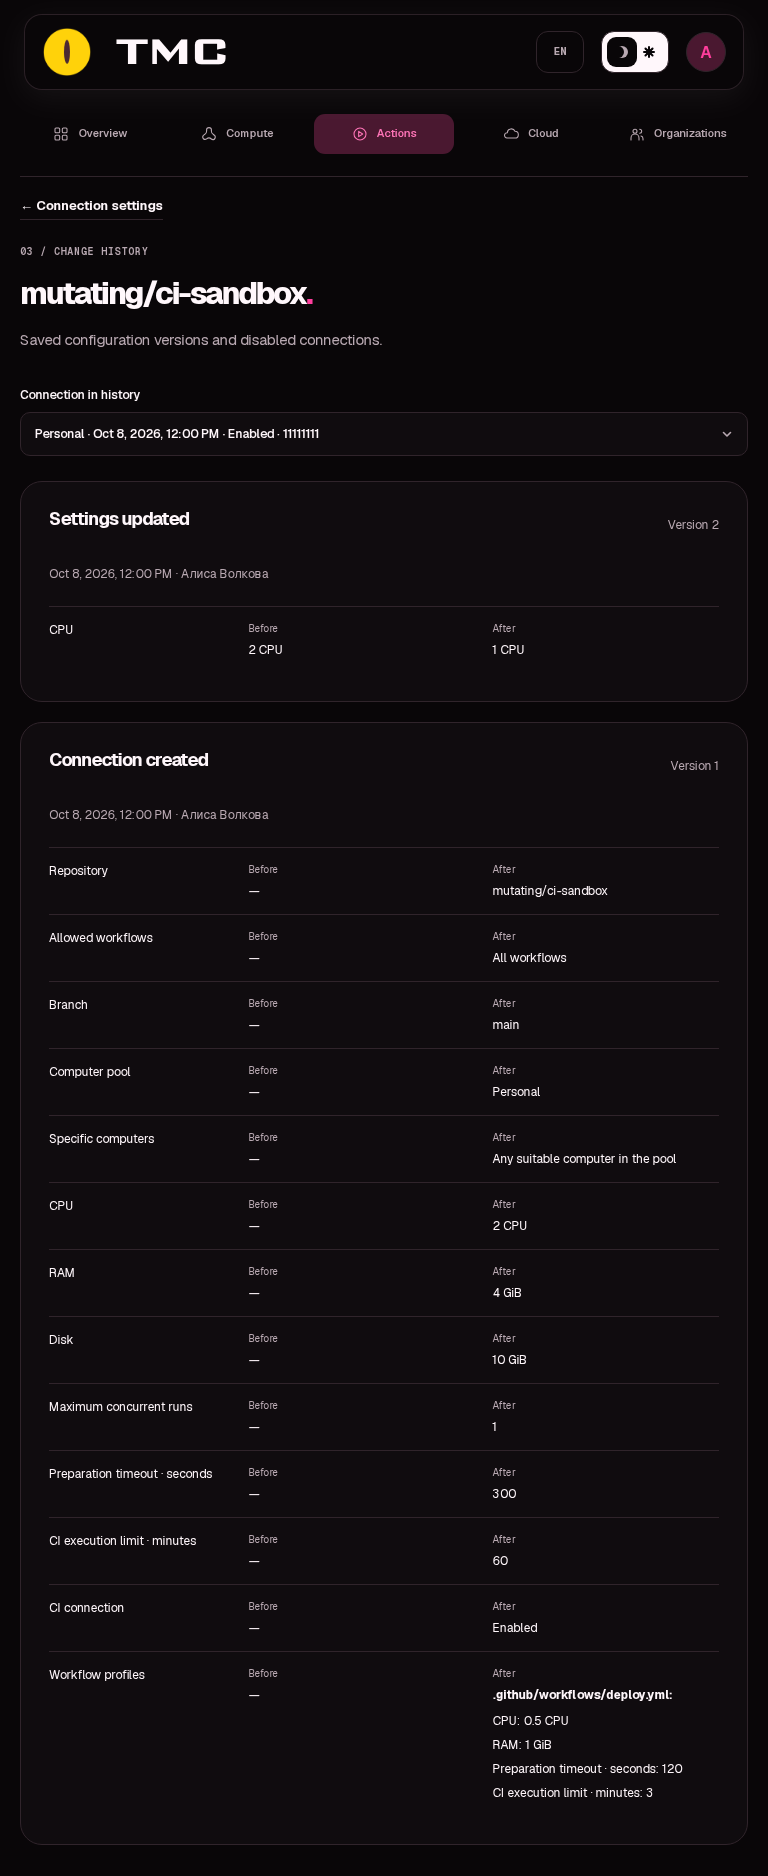 TMC
EN
A
Overview
Compute
Actions
Cloud
Organizations
← Connection settings
03 / CHANGE HISTORY
mutating/ci-sandbox.
Saved configuration versions and disabled connections.
Connection in history
Personal · Oct 8, 2026, 12:00 PM · Enabled · 11111111
Settings updated
Version 2
Oct 8, 2026, 12:00 PM · Алиса Волкова
CPU
Before
After
2 CPU
1 CPU
Connection created
Version 1
Oct 8, 2026, 12:00 PM · Алиса Волкова
Repository
Before
After
—
mutating/ci-sandbox
Allowed workflows
Before
After
—
All workflows
Branch
Before
After
—
main
Computer pool
Before
After
—
Personal
Specific computers
Before
After
—
Any suitable computer in the pool
CPU
Before
After
—
2 CPU
RAM
Before
After
—
4 GiB
Disk
Before
After
—
10 GiB
Maximum concurrent runs
Before
After
—
1
Preparation timeout · seconds
Before
After
—
300
CI execution limit · minutes
Before
After
—
60
CI connection
Before
After
—
Enabled
Workflow profiles
Before
After
—
.github/workflows/deploy.yml:
CPU: 0.5 CPU
RAM: 1 GiB
Preparation timeout · seconds: 120
CI execution limit · minutes: 3